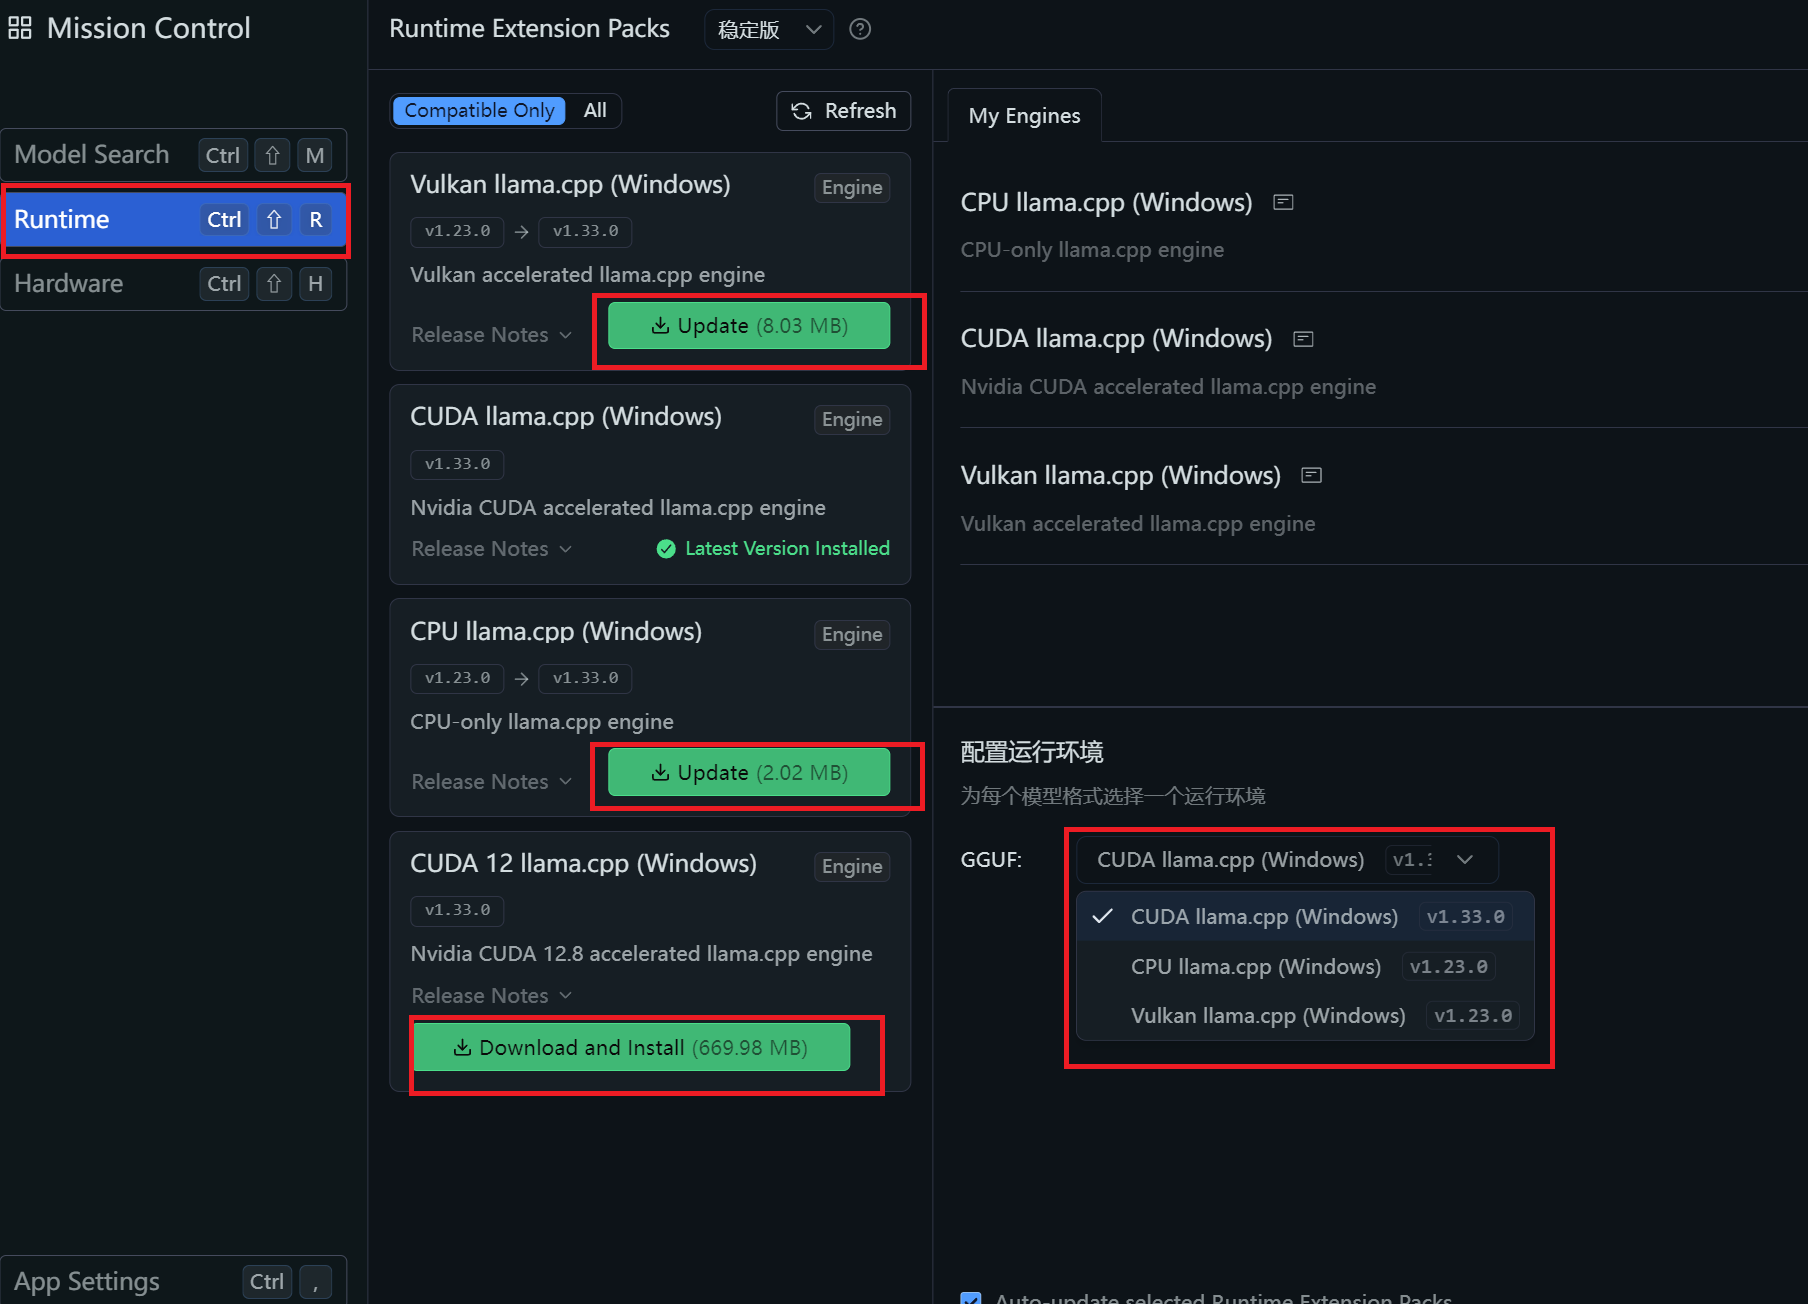 Mission Control
Model Search Ctrl ⇧ M
Runtime Ctrl ⇧ R
Hardware Ctrl ⇧ H
App Settings Ctrl ,
Runtime Extension Packs 稳定版 ?
Compatible Only All Refresh
Vulkan llama.cpp (Windows) Engine
v1.23.0 → v1.33.0
Vulkan accelerated llama.cpp engine
Release Notes Update (8.03 MB)
CUDA llama.cpp (Windows) Engine
v1.33.0
Nvidia CUDA accelerated llama.cpp engine
Release Notes Latest Version Installed
CPU llama.cpp (Windows) Engine
v1.23.0 → v1.33.0
CPU-only llama.cpp engine
Release Notes Update (2.02 MB)
CUDA 12 llama.cpp (Windows) Engine
v1.33.0
Nvidia CUDA 12.8 accelerated llama.cpp engine
Release Notes
Download and Install (669.98 MB)
My Engines
CPU llama.cpp (Windows)
CPU-only llama.cpp engine
CUDA llama.cpp (Windows)
Nvidia CUDA accelerated llama.cpp engine
Vulkan llama.cpp (Windows)
Vulkan accelerated llama.cpp engine
配置运行环境
为每个模型格式选择一个运行环境
GGUF: CUDA llama.cpp (Windows)
CUDA llama.cpp (Windows) v1.33.0
CPU llama.cpp (Windows) v1.23.0
Vulkan llama.cpp (Windows) v1.23.0
Auto-update selected Runtime Extension Packs